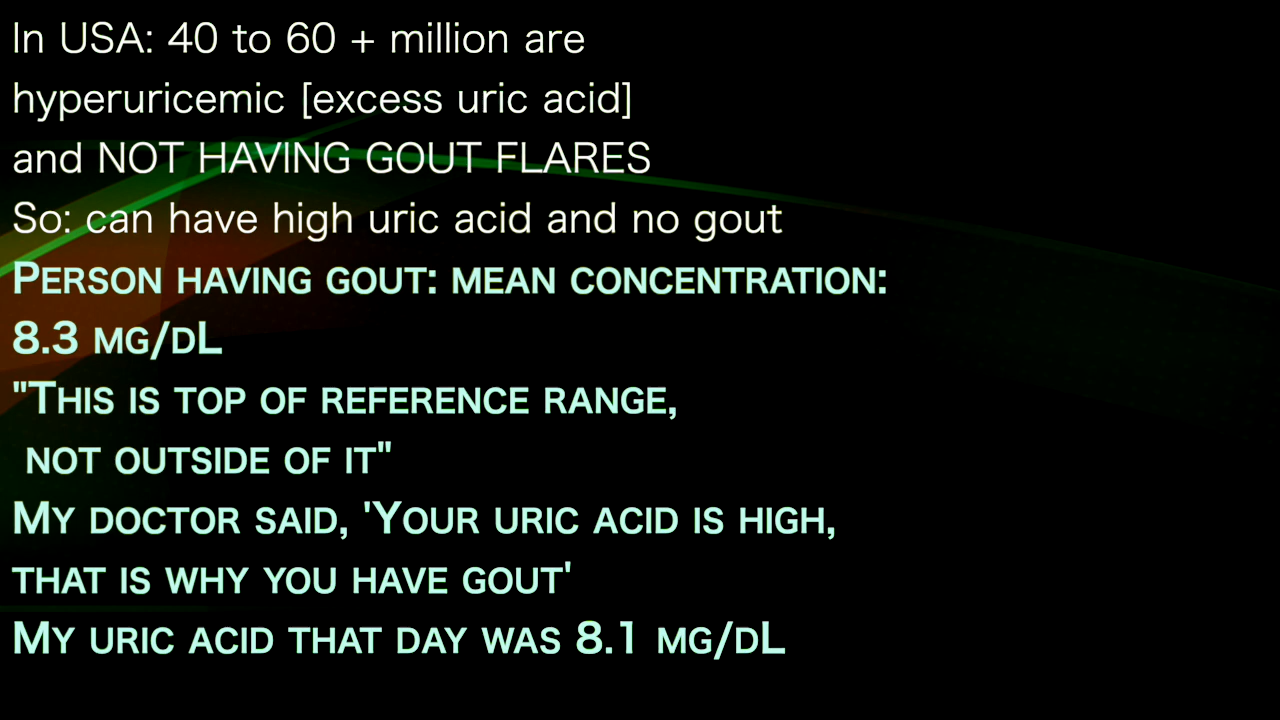 In USA: 40 to 60 + million are
hyperuricemic [excess uric acid]
and NOT HAVING GOUT FLARES
So: can have high uric acid and no gout
PERSON HAVING GOUT: MEAN CONCENTRATION:
8.3 MG/DL
"THIS IS TOP OF REFERENCE RANGE,
NOT OUTSIDE OF IT"
MY DOCTOR SAID, 'YOUR URIC ACID IS HIGH,
THAT IS WHY YOU HAVE GOUT'
MY URIC ACID THAT DAY WAS 8.1 MG/DL